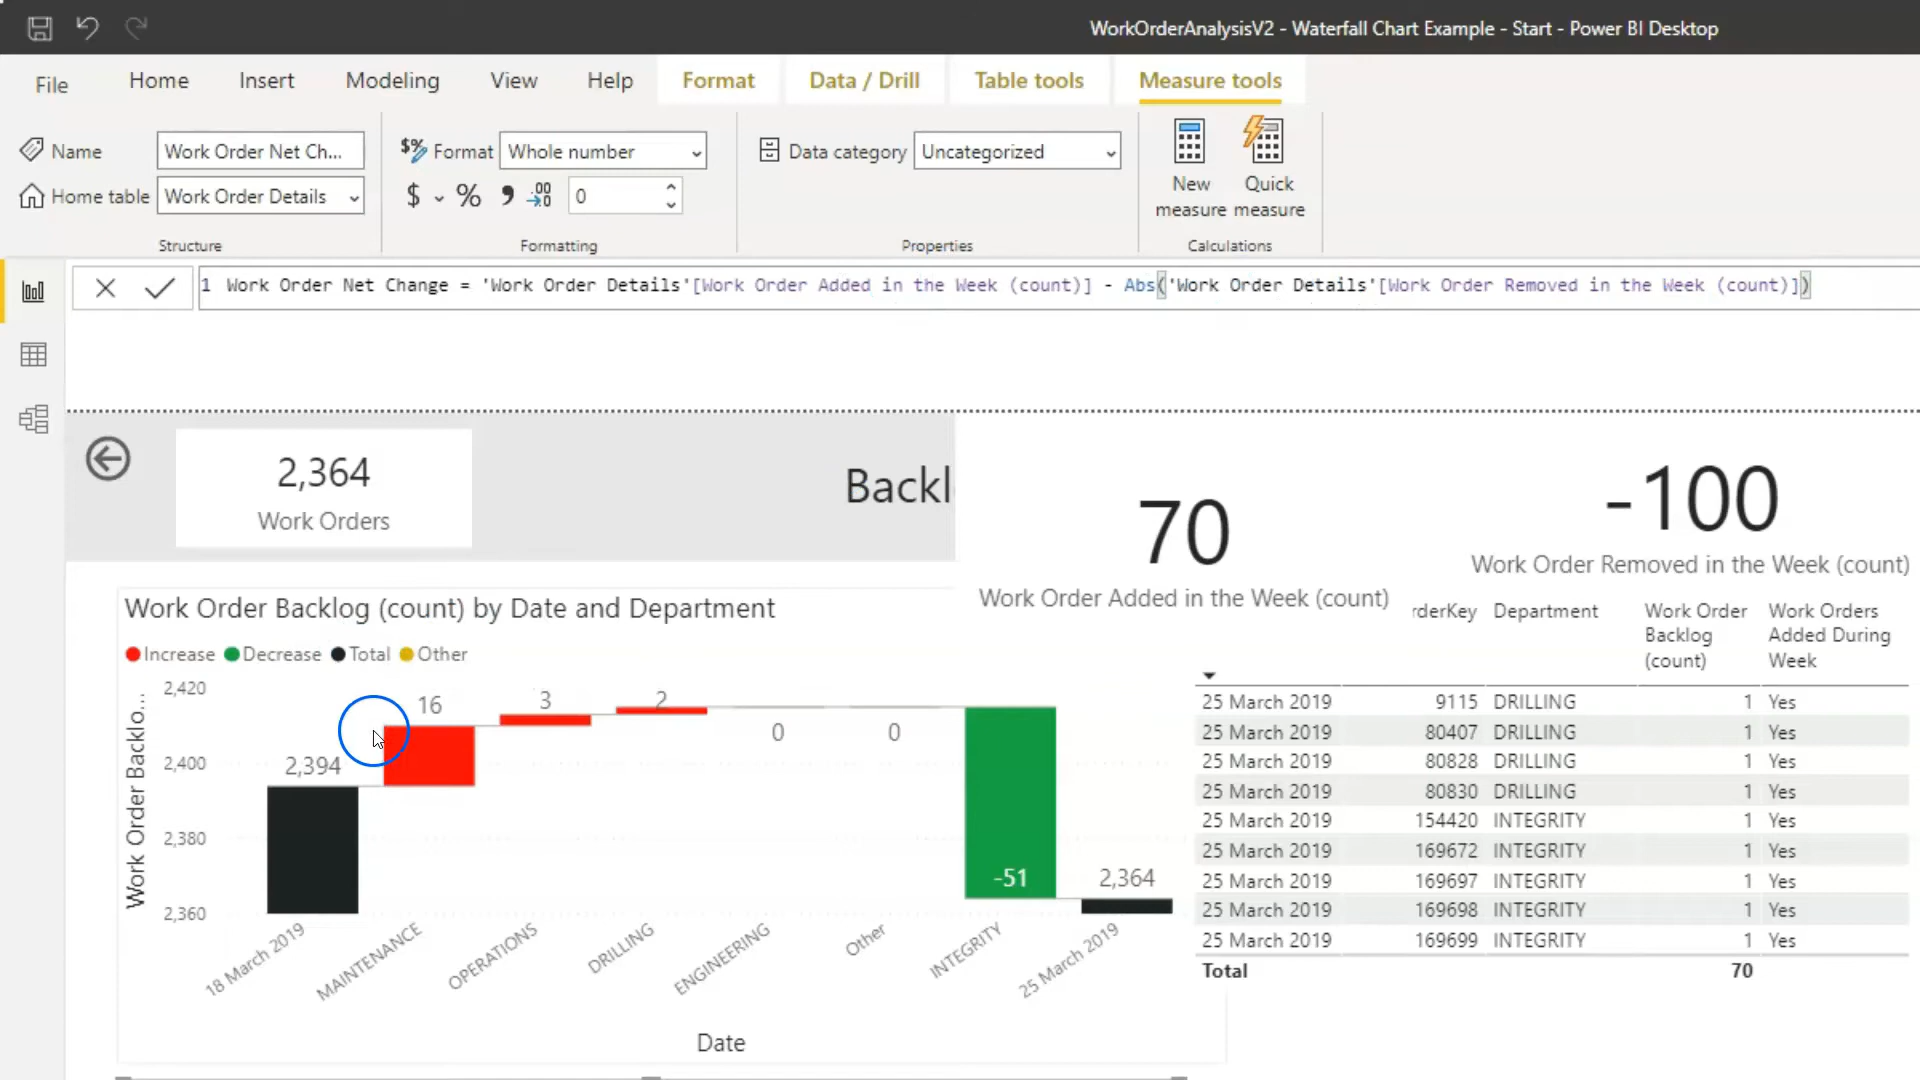 WorkOrderAnalysisV2 - Waterfall Chart Example - Start - Power BI Desktop
File Home Insert Modeling View Help Format Data / Drill Table tools Measure tools
Name Work Order Net Ch...
Home table Work Order Details
Structure
$% Format Whole number
$ % , .00 0
Formatting
Data category Uncategorized
Properties
New measure
Quick measure
Calculations
1 Work Order Net Change = 'Work Order Details'[Work Order Added in the Week (count)] - Abs('Work Order Details'[Work Order Removed in the Week (count)])
2,364
Work Orders
Backl
70
Work Order Added in the Week (count)
-100
Work Order Removed in the Week (count)
Work Order Backlog (count) by Date and Department
Increase Decrease Total Other
Work Order Backlo...
2,420
2,400
2,380
2,360
2,394
16
3
2
0
0
-51
2,364
18 March 2019
MAINTENANCE
OPERATIONS
DRILLING
ENGINEERING
Other
INTEGRITY
25 March 2019
Date
rderKey Department Work Order Backlog (count) Work Orders Added During Week
25 March 2019 9115 DRILLING 1 Yes
25 March 2019 80407 DRILLING 1 Yes
25 March 2019 80828 DRILLING 1 Yes
25 March 2019 80830 DRILLING 1 Yes
25 March 2019 154420 INTEGRITY 1 Yes
25 March 2019 169672 INTEGRITY 1 Yes
25 March 2019 169697 INTEGRITY 1 Yes
25 March 2019 169698 INTEGRITY 1 Yes
25 March 2019 169699 INTEGRITY 1 Yes
Total 70